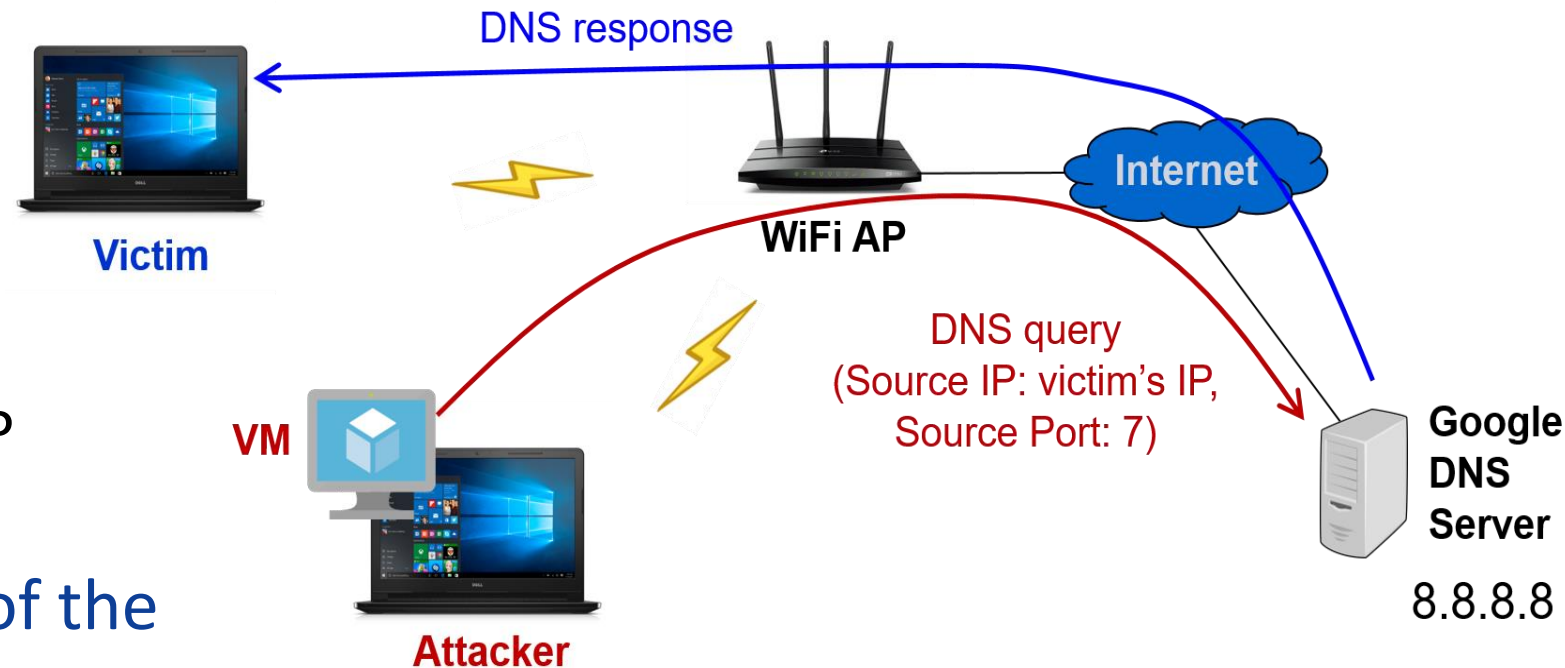 DNS response
Victim
WiFi AP
Internet
DNS query
(Source IP: victim's IP,
Source Port: 7)
VM
Attacker
Google
DNS
Server
8.8.8.8
P
of the